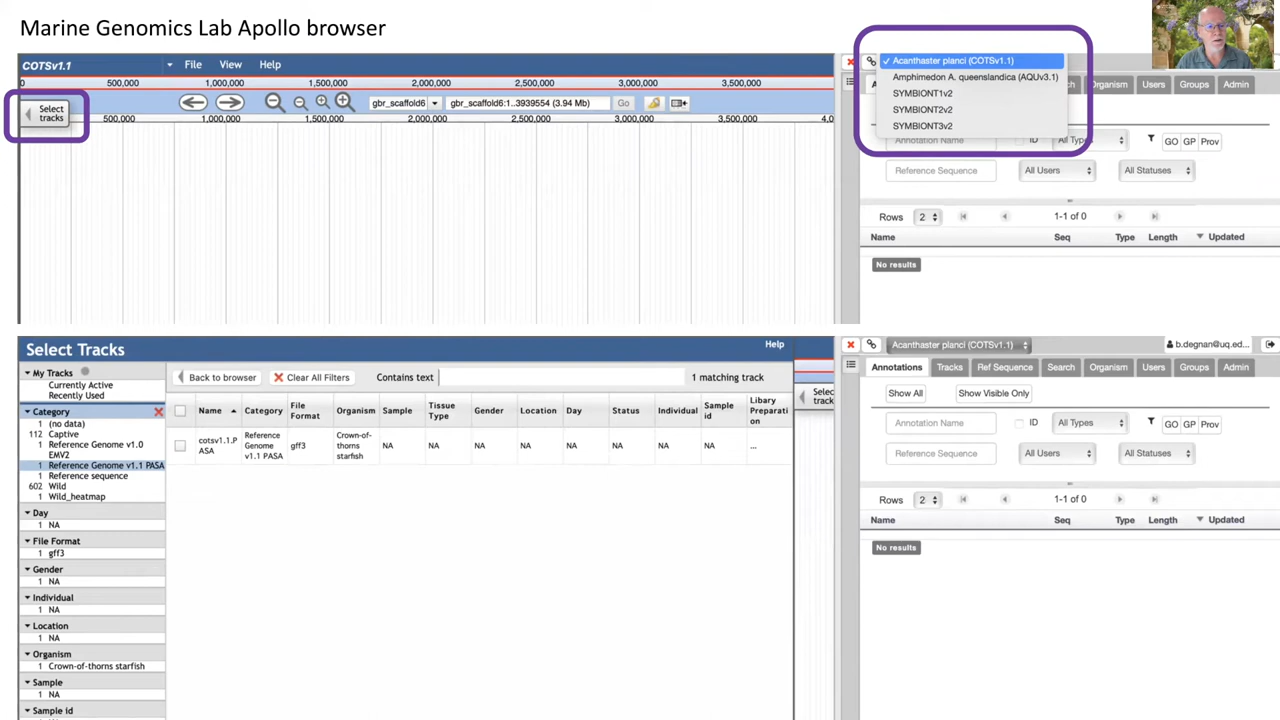 Marine Genomics Lab Apollo browser
COTSv1.1
File View Help
0 500,000 1,000,000 1,500,000 2,000,000 2,500,000 3,000,000 3,500,000
gbr_scaffold6 gbr_scaffold6:1..3939554 (3.94 Mb) Go
Select tracks
500,000 1,000,000 1,500,000 2,000,000 2,500,000 3,000,000 3,500,000 4,0
✓ Acanthaster planci (COTSv1.1)
Amphimedon A. queenslandica (AQUv3.1)
SYMBIONT1v2
SYMBIONT2v2
SYMBIONT3v2
Organism Users Groups Admin
Annotation Name ID All Types GO GP Prov
Reference Sequence All Users All Statuses
Rows 2 1-1 of 0
Name Seq Type Length Updated
No results
Select Tracks
Help
My Tracks
Currently Active
Recently Used
Category
1 (no data)
112 Captive
1 Reference Genome v1.0 EMV2
1 Reference Genome v1.1 PASA
1 Reference sequence
602 Wild
1 Wild_heatmap
Day
1 NA
File Format
1 gff3
Gender
1 NA
Individual
1 NA
Location
1 NA
Organism
1 Crown-of-thorns starfish
Sample
1 NA
Sample id
Back to browser Clear All Filters Contains text 1 matching track
Name Category File Format Organism Sample Tissue Type Gender Location Day Status Individual Sample id Libary Preparati on
cotsv1.1.P ASA Reference Genome v1.1 PASA gff3 Crown-of-thorns starfish NA NA NA NA NA NA NA NA ...
Selec track
Acanthaster planci (COTSv1.1) b.degnan@uq.ed...
Annotations Tracks Ref Sequence Search Organism Users Groups Admin
Show All Show Visible Only
Annotation Name ID All Types GO GP Prov
Reference Sequence All Users All Statuses
Rows 2 1-1 of 0
Name Seq Type Length Updated
No results